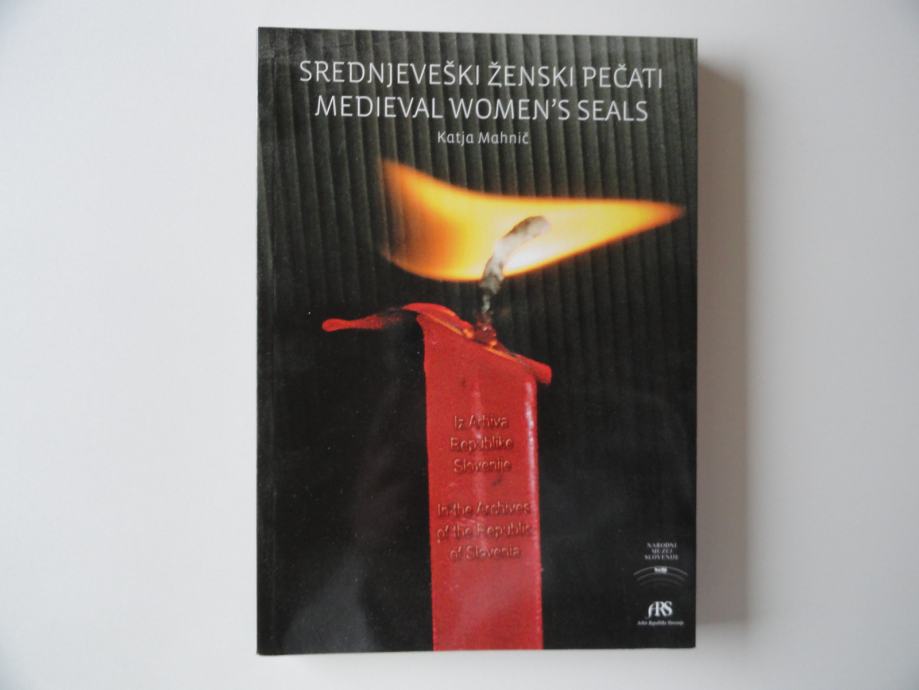 SREDNJEVEŠKI ŽENSKI PEČATI
MEDIEVAL WOMEN'S SEALS
Katja Mahnič
Iz Arhiva
Republike
Slovenije
In the Archives
of the Republic
of Slovenia
NARODNI
MUZEJ
SLOVENIJE
ARS
Arhiv Republike Slovenije